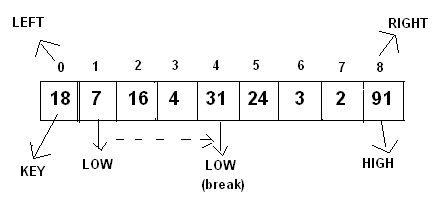 LEFT
RIGHT
0 1 2 3 4 5 6 7 8
18 7 16 4 31 24 3 2 91
KEY
LOW
LOW
(break)
HIGH